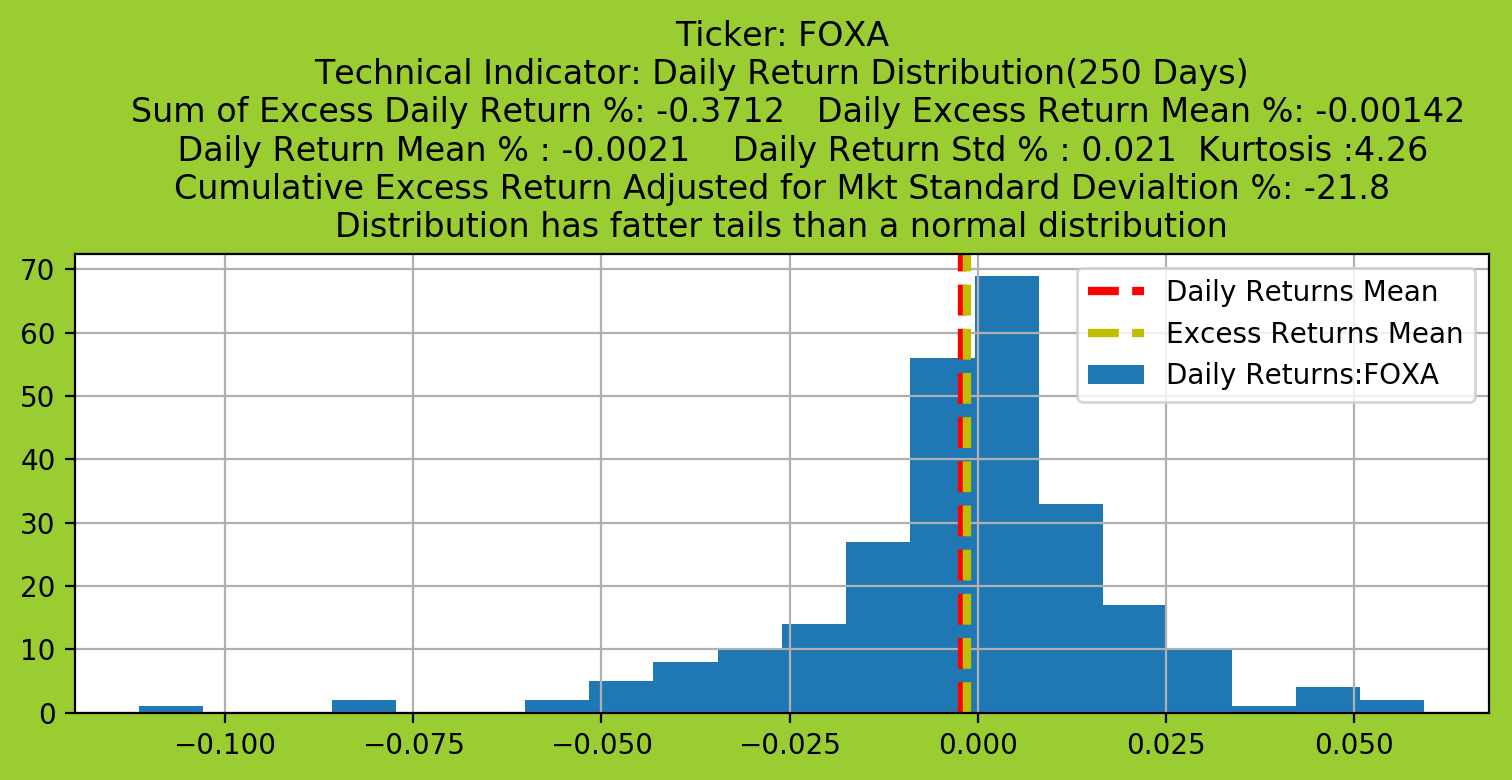 Ticker: FOXA
Technical Indicator: Daily Return Distribution(250 Days)
Sum of Excess Daily Return %: -0.3712   Daily Excess Return Mean %: -0.00142
Daily Return Mean % : -0.0021    Daily Return Std % : 0.021  Kurtosis :4.26
Cumulative Excess Return Adjusted for Mkt Standard Devialtion %: -21.8
Distribution has fatter tails than a normal distribution
Daily Returns Mean
Excess Returns Mean
Daily Returns:FOXA
70
60
50
40
30
20
10
0
−0.100 −0.075 −0.050 −0.025 0.000 0.025 0.050